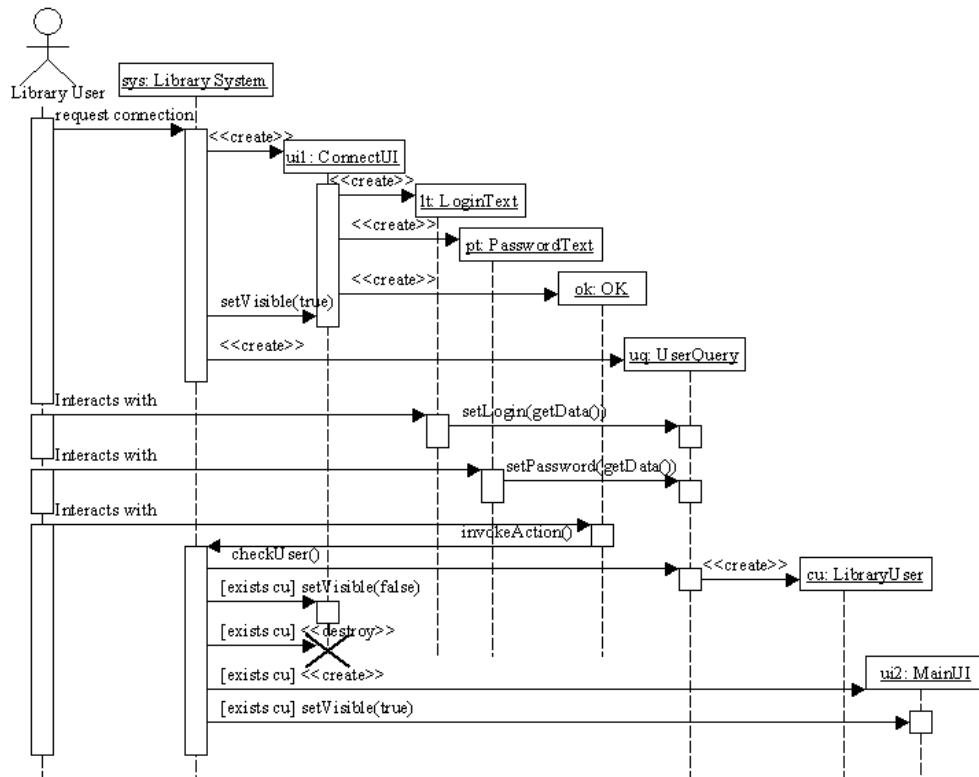 Library User
sys: Library System
request connection
<<create>>
ui1: ConnectUI
<<create>>
lt: LoginText
<<create>>
pt: PasswordText
<<create>>
ok: OK
setVisible(true)
<<create>>
uq: UserQuery
Interacts with
setLogin(getData())
Interacts with
setPassword(getData())
Interacts with
invokeAction()
checkUser()
<<create>>
cu: LibraryUser
[exists cu] setVisible(false)
[exists cu] <<destroy>>
[exists cu] <<create>>
ui2: MainUI
[exists cu] setVisible(true)